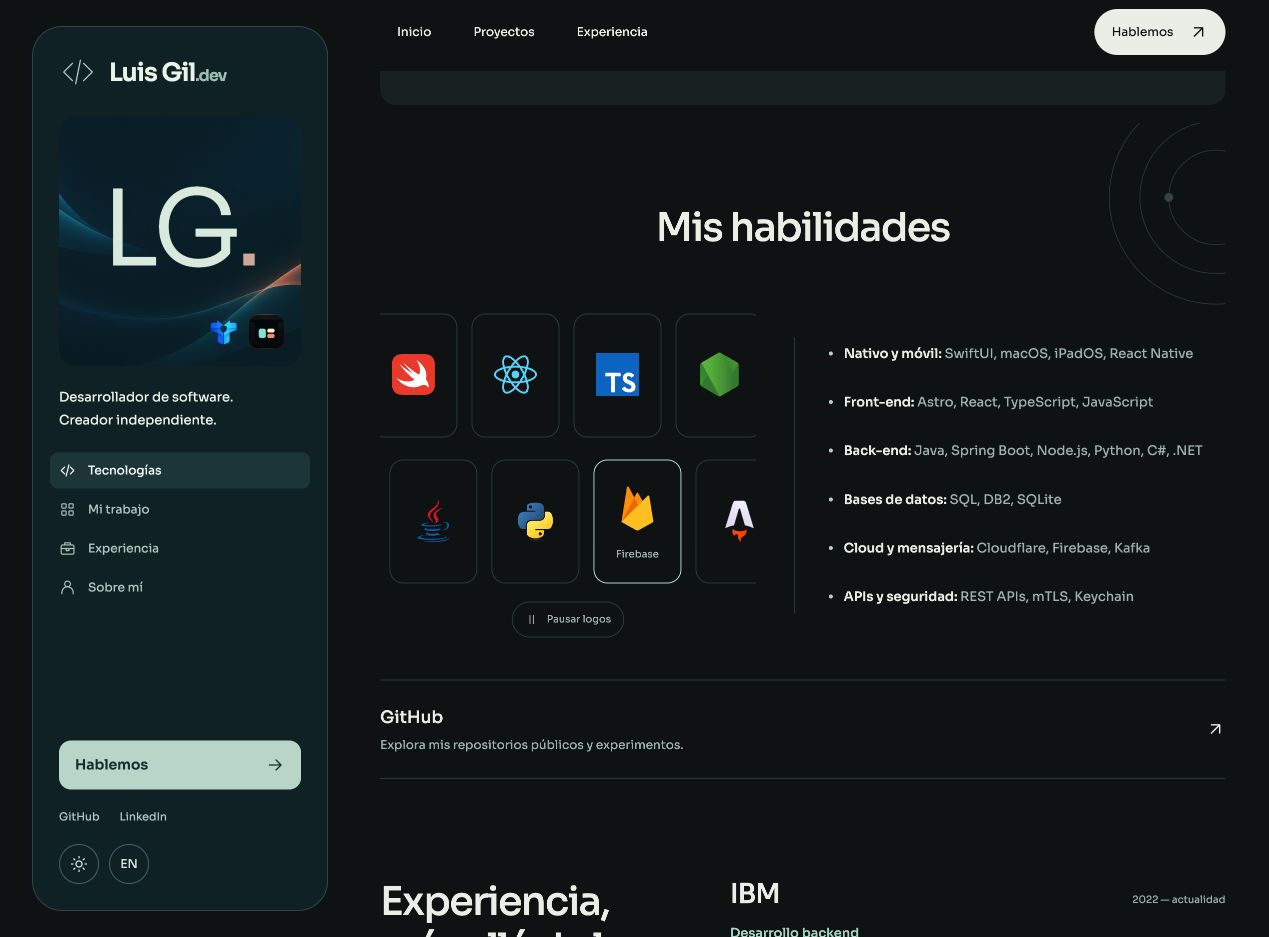 Luis Gil.dev
LG.
Desarrollador de software.
Creador independiente.
Tecnologías
Mi trabajo
Experiencia
Sobre mí
Hablemos
GitHub LinkedIn
EN
Inicio Proyectos Experiencia Hablemos
Mis habilidades
TS
Firebase
Pausar logos
• Nativo y móvil: SwiftUI, macOS, iPadOS, React Native
• Front-end: Astro, React, TypeScript, JavaScript
• Back-end: Java, Spring Boot, Node.js, Python, C#, .NET
• Bases de datos: SQL, DB2, SQLite
• Cloud y mensajería: Cloudflare, Firebase, Kafka
• APIs y seguridad: REST APIs, mTLS, Keychain
GitHub
Explora mis repositorios públicos y experimentos.
Experiencia,
IBM
2022 — actualidad
Desarrollo backend